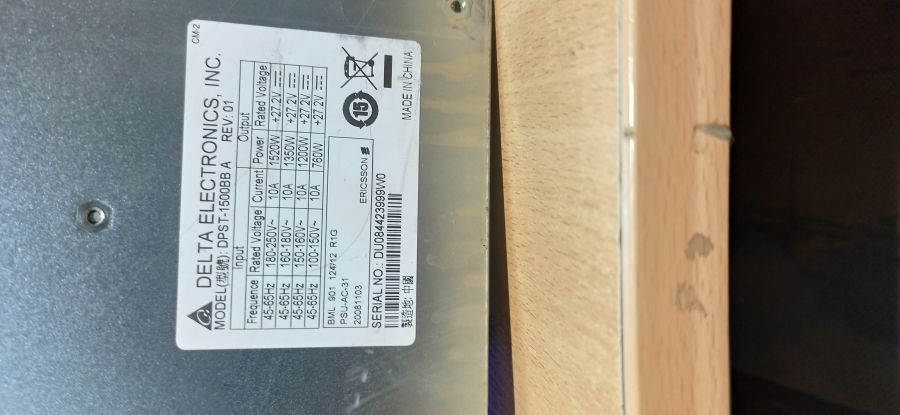 CM-2
DELTA ELECTRONICS, INC.
MODEL(型號): DPST-1500BB A REV: 01
Input Output
Frequence Rated Voltage Current Power Rated Voltage
45-65Hz 180-250V~ 10A 1520W +27.2V
45-65Hz 160-180V~ 10A 1350W +27.2V
45-65Hz 150-160V~ 10A 1200W +27.2V
45-65Hz 100-150V~ 10A 760W +27.2V
BML 901 124/12 R1G
PSU-AC-31
20081103
ERICSSON
15
SERIAL NO.: DU084423999W0
製造地: 中國
MADE IN CHINA